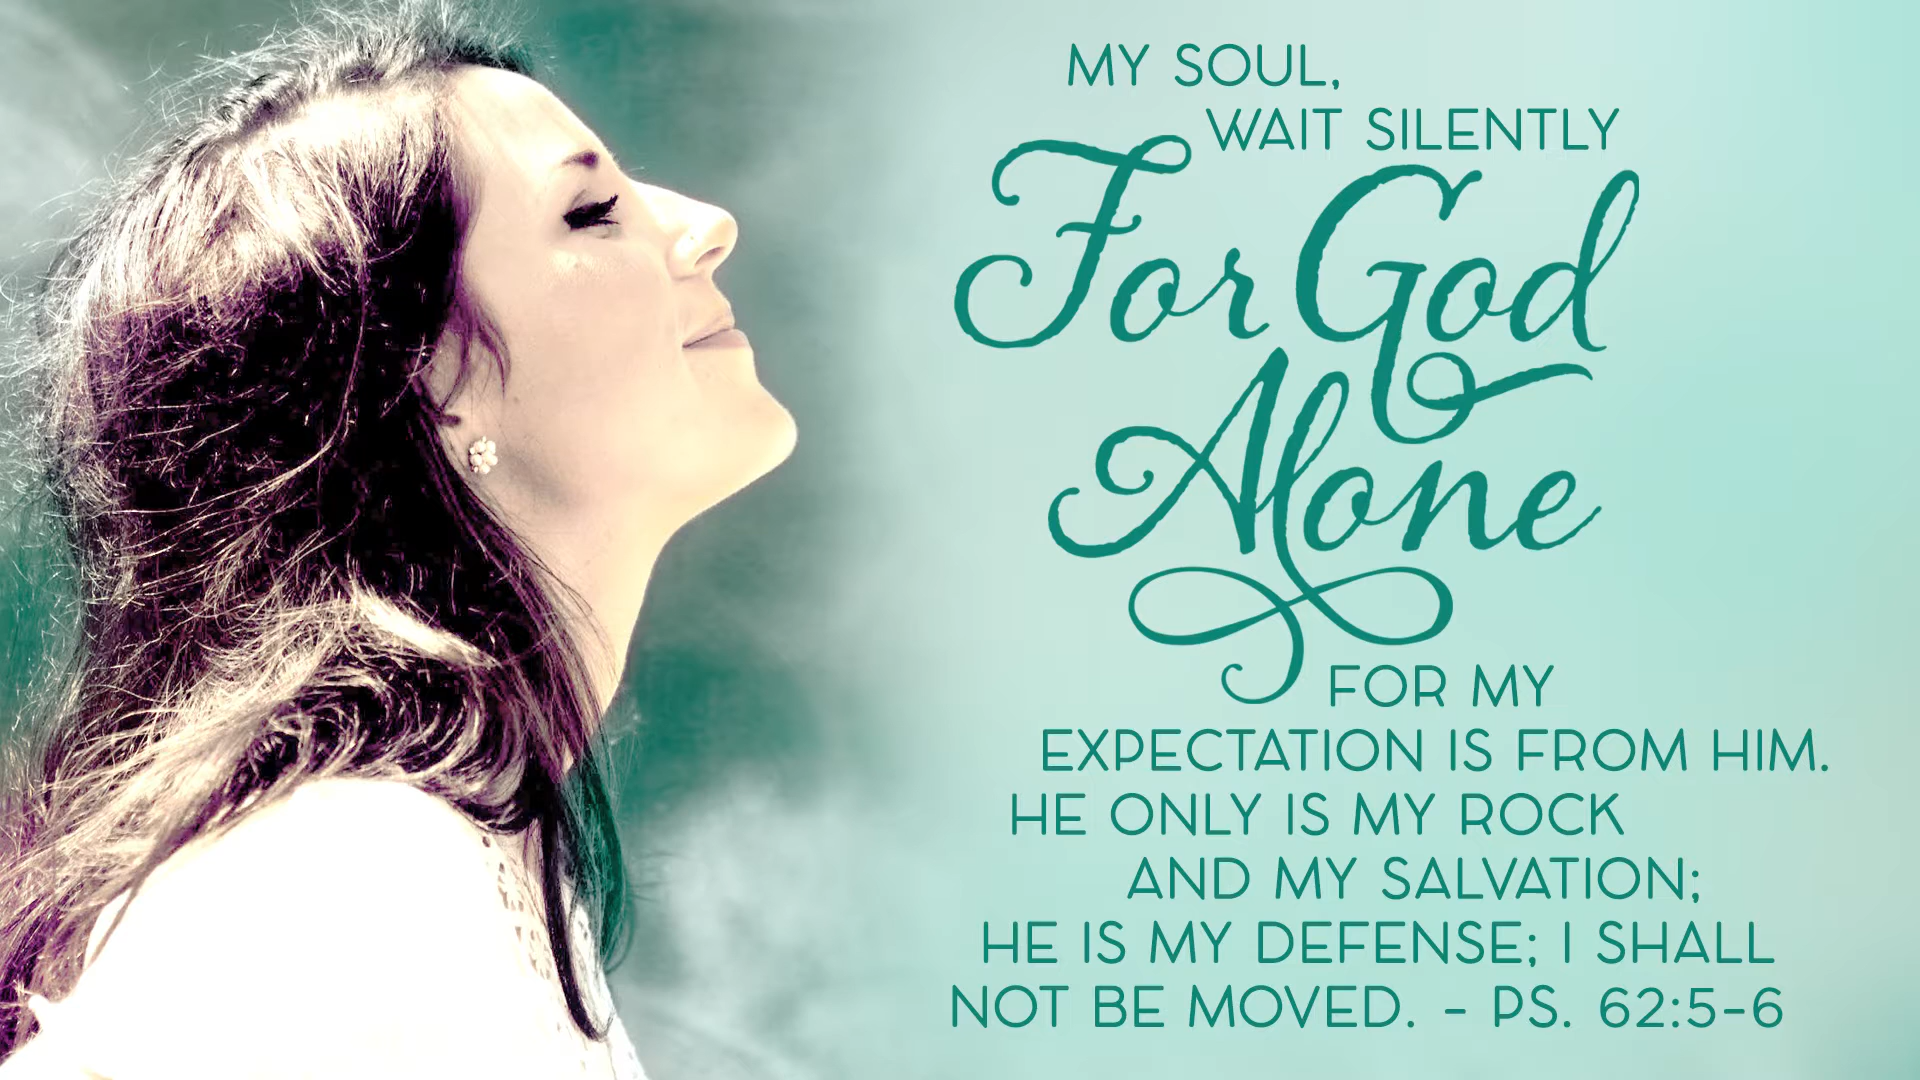 MY SOUL,
WAIT SILENTLY
For God
Alone
FOR MY
EXPECTATION IS FROM HIM.
HE ONLY IS MY ROCK
AND MY SALVATION;
HE IS MY DEFENSE; I SHALL
NOT BE MOVED. - PS. 62:5-6